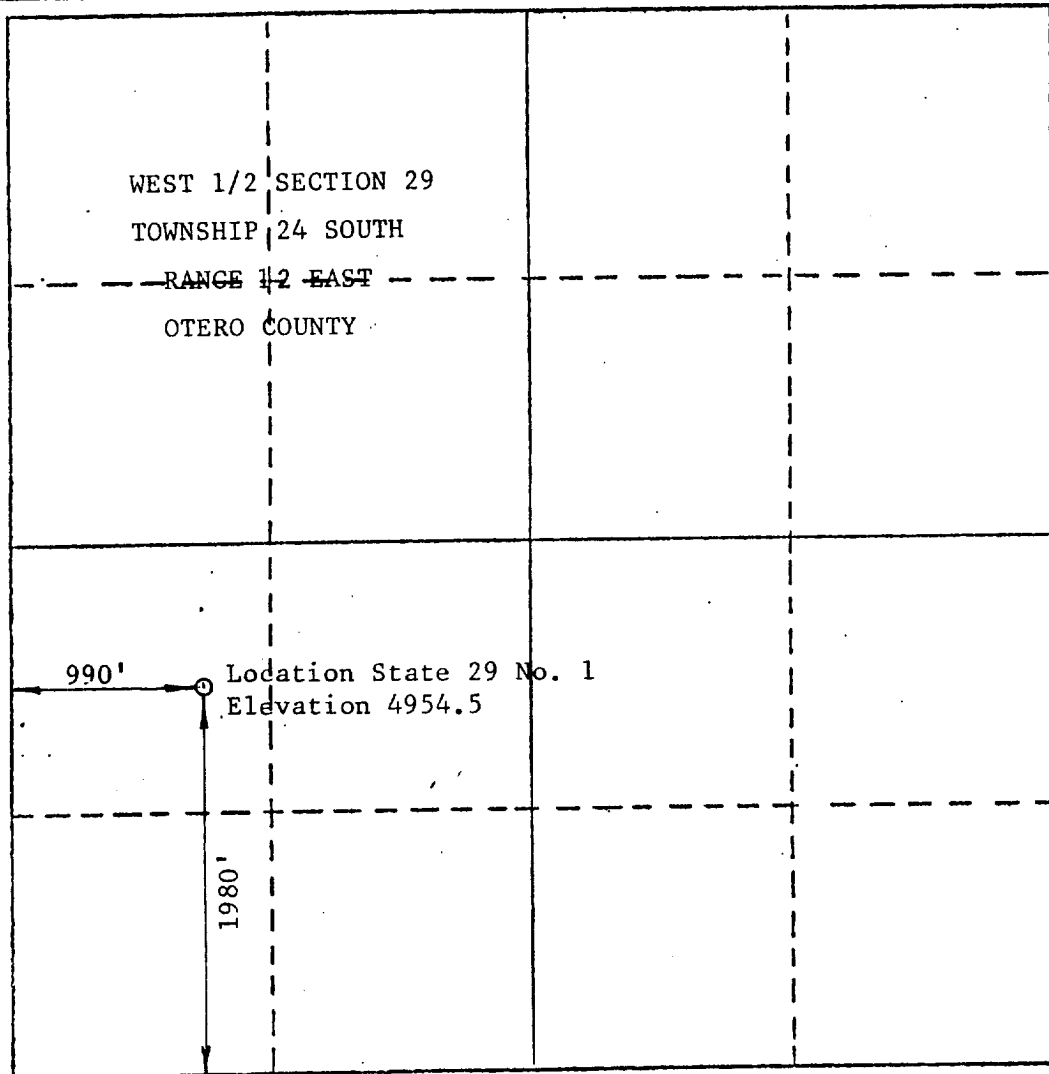 WEST 1/2 SECTION 29
TOWNSHIP 24 SOUTH
RANGE 12 EAST
OTERO COUNTY
990' Location State 29 No. 1
Elevation 4954.5
1980'